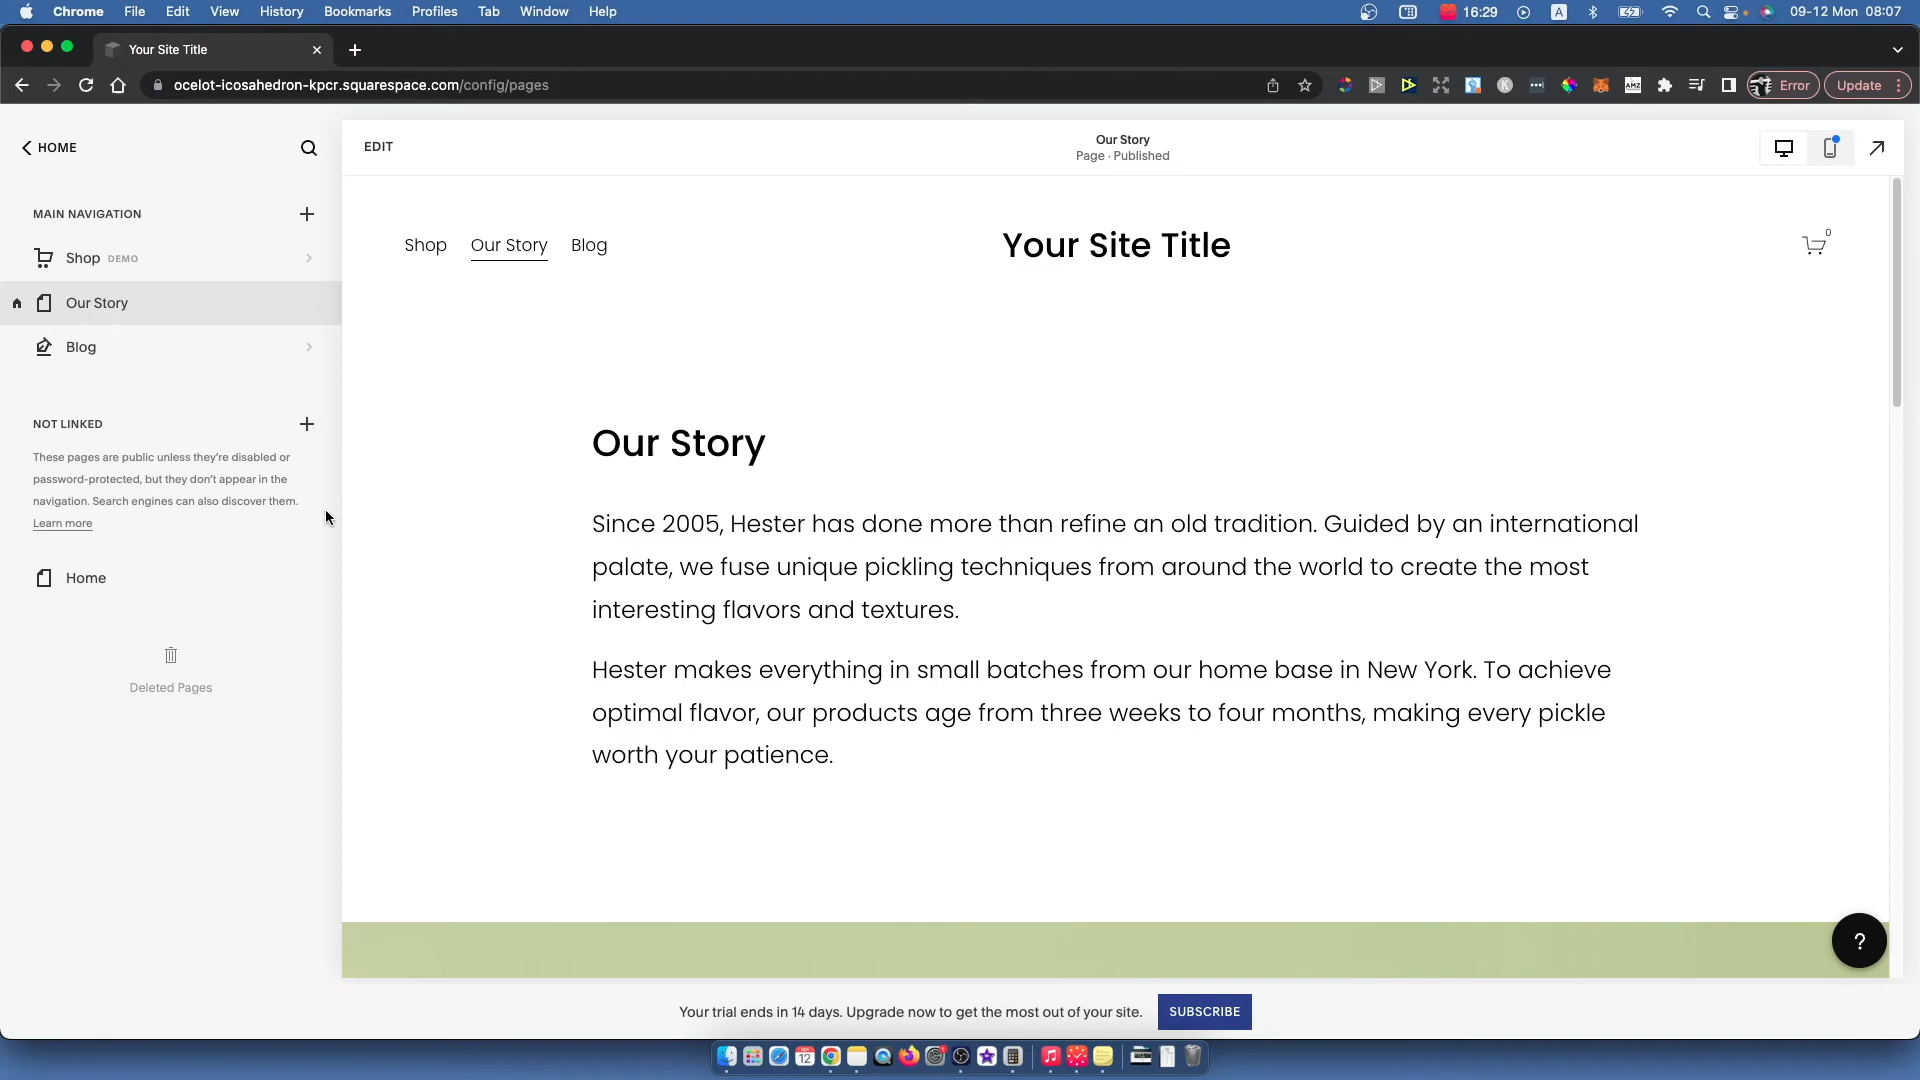 Chrome File Edit View History Bookmarks Profiles Tab Window Help
16:29
A
09-12 Mon 08:07
Your Site Title
ocelot-icosahedron-kpcr.squarespace.com/config/pages
K
AMZ
Error
Update
HOME
MAIN NAVIGATION
Shop DEMO
Our Story
Blog
NOT LINKED
These pages are public unless they're disabled or
password-protected, but they don't appear in the
navigation. Search engines can also discover them.
Learn more
Home
Deleted Pages
EDIT
Our Story
Page · Published
Shop Our Story Blog
Your Site Title
0
Our Story
Since 2005, Hester has done more than refine an old tradition. Guided by an international
palate, we fuse unique pickling techniques from around the world to create the most
interesting flavors and textures.
Hester makes everything in small batches from our home base in New York. To achieve
optimal flavor, our products age from three weeks to four months, making every pickle
worth your patience.
?
Your trial ends in 14 days. Upgrade now to get the most out of your site.
SUBSCRIBE
12